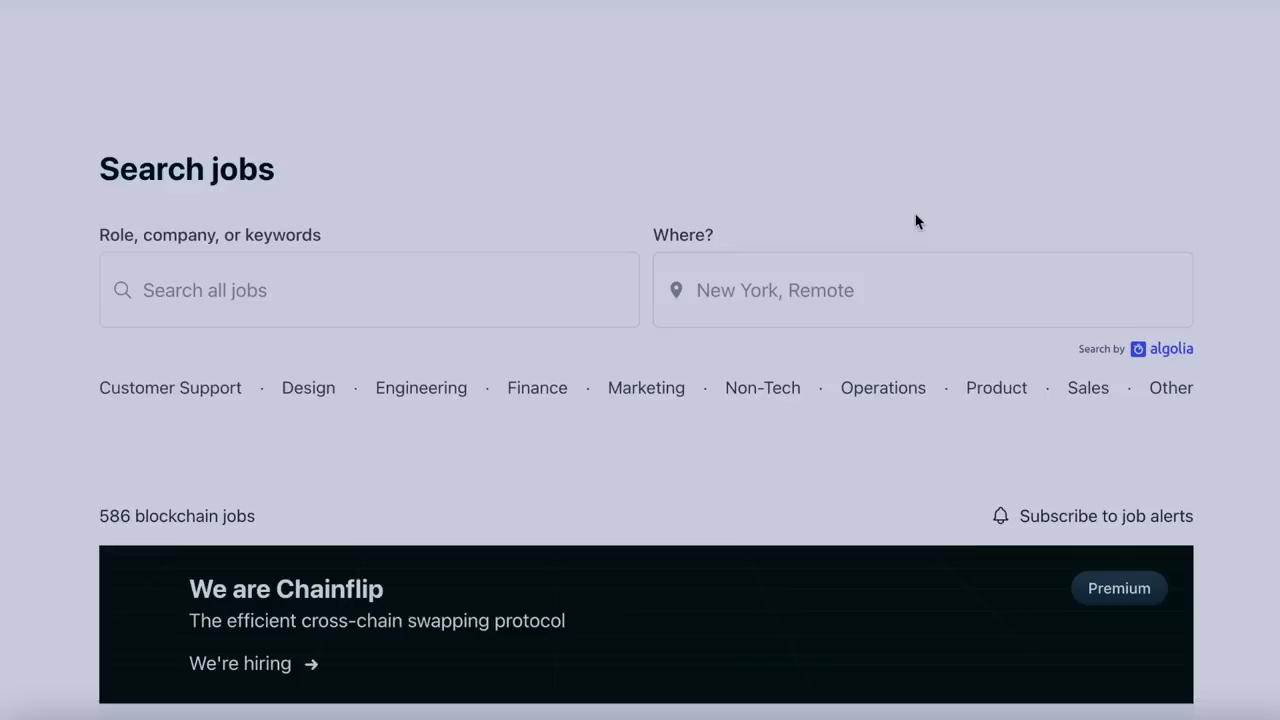 Search jobs
Role, company, or keywords
Where?
Search all jobs
New York, Remote
Search by algolia
Customer Support · Design · Engineering · Finance · Marketing · Non-Tech · Operations · Product · Sales · Other
586 blockchain jobs
Subscribe to job alerts
We are Chainflip
Premium
The efficient cross-chain swapping protocol
We're hiring →